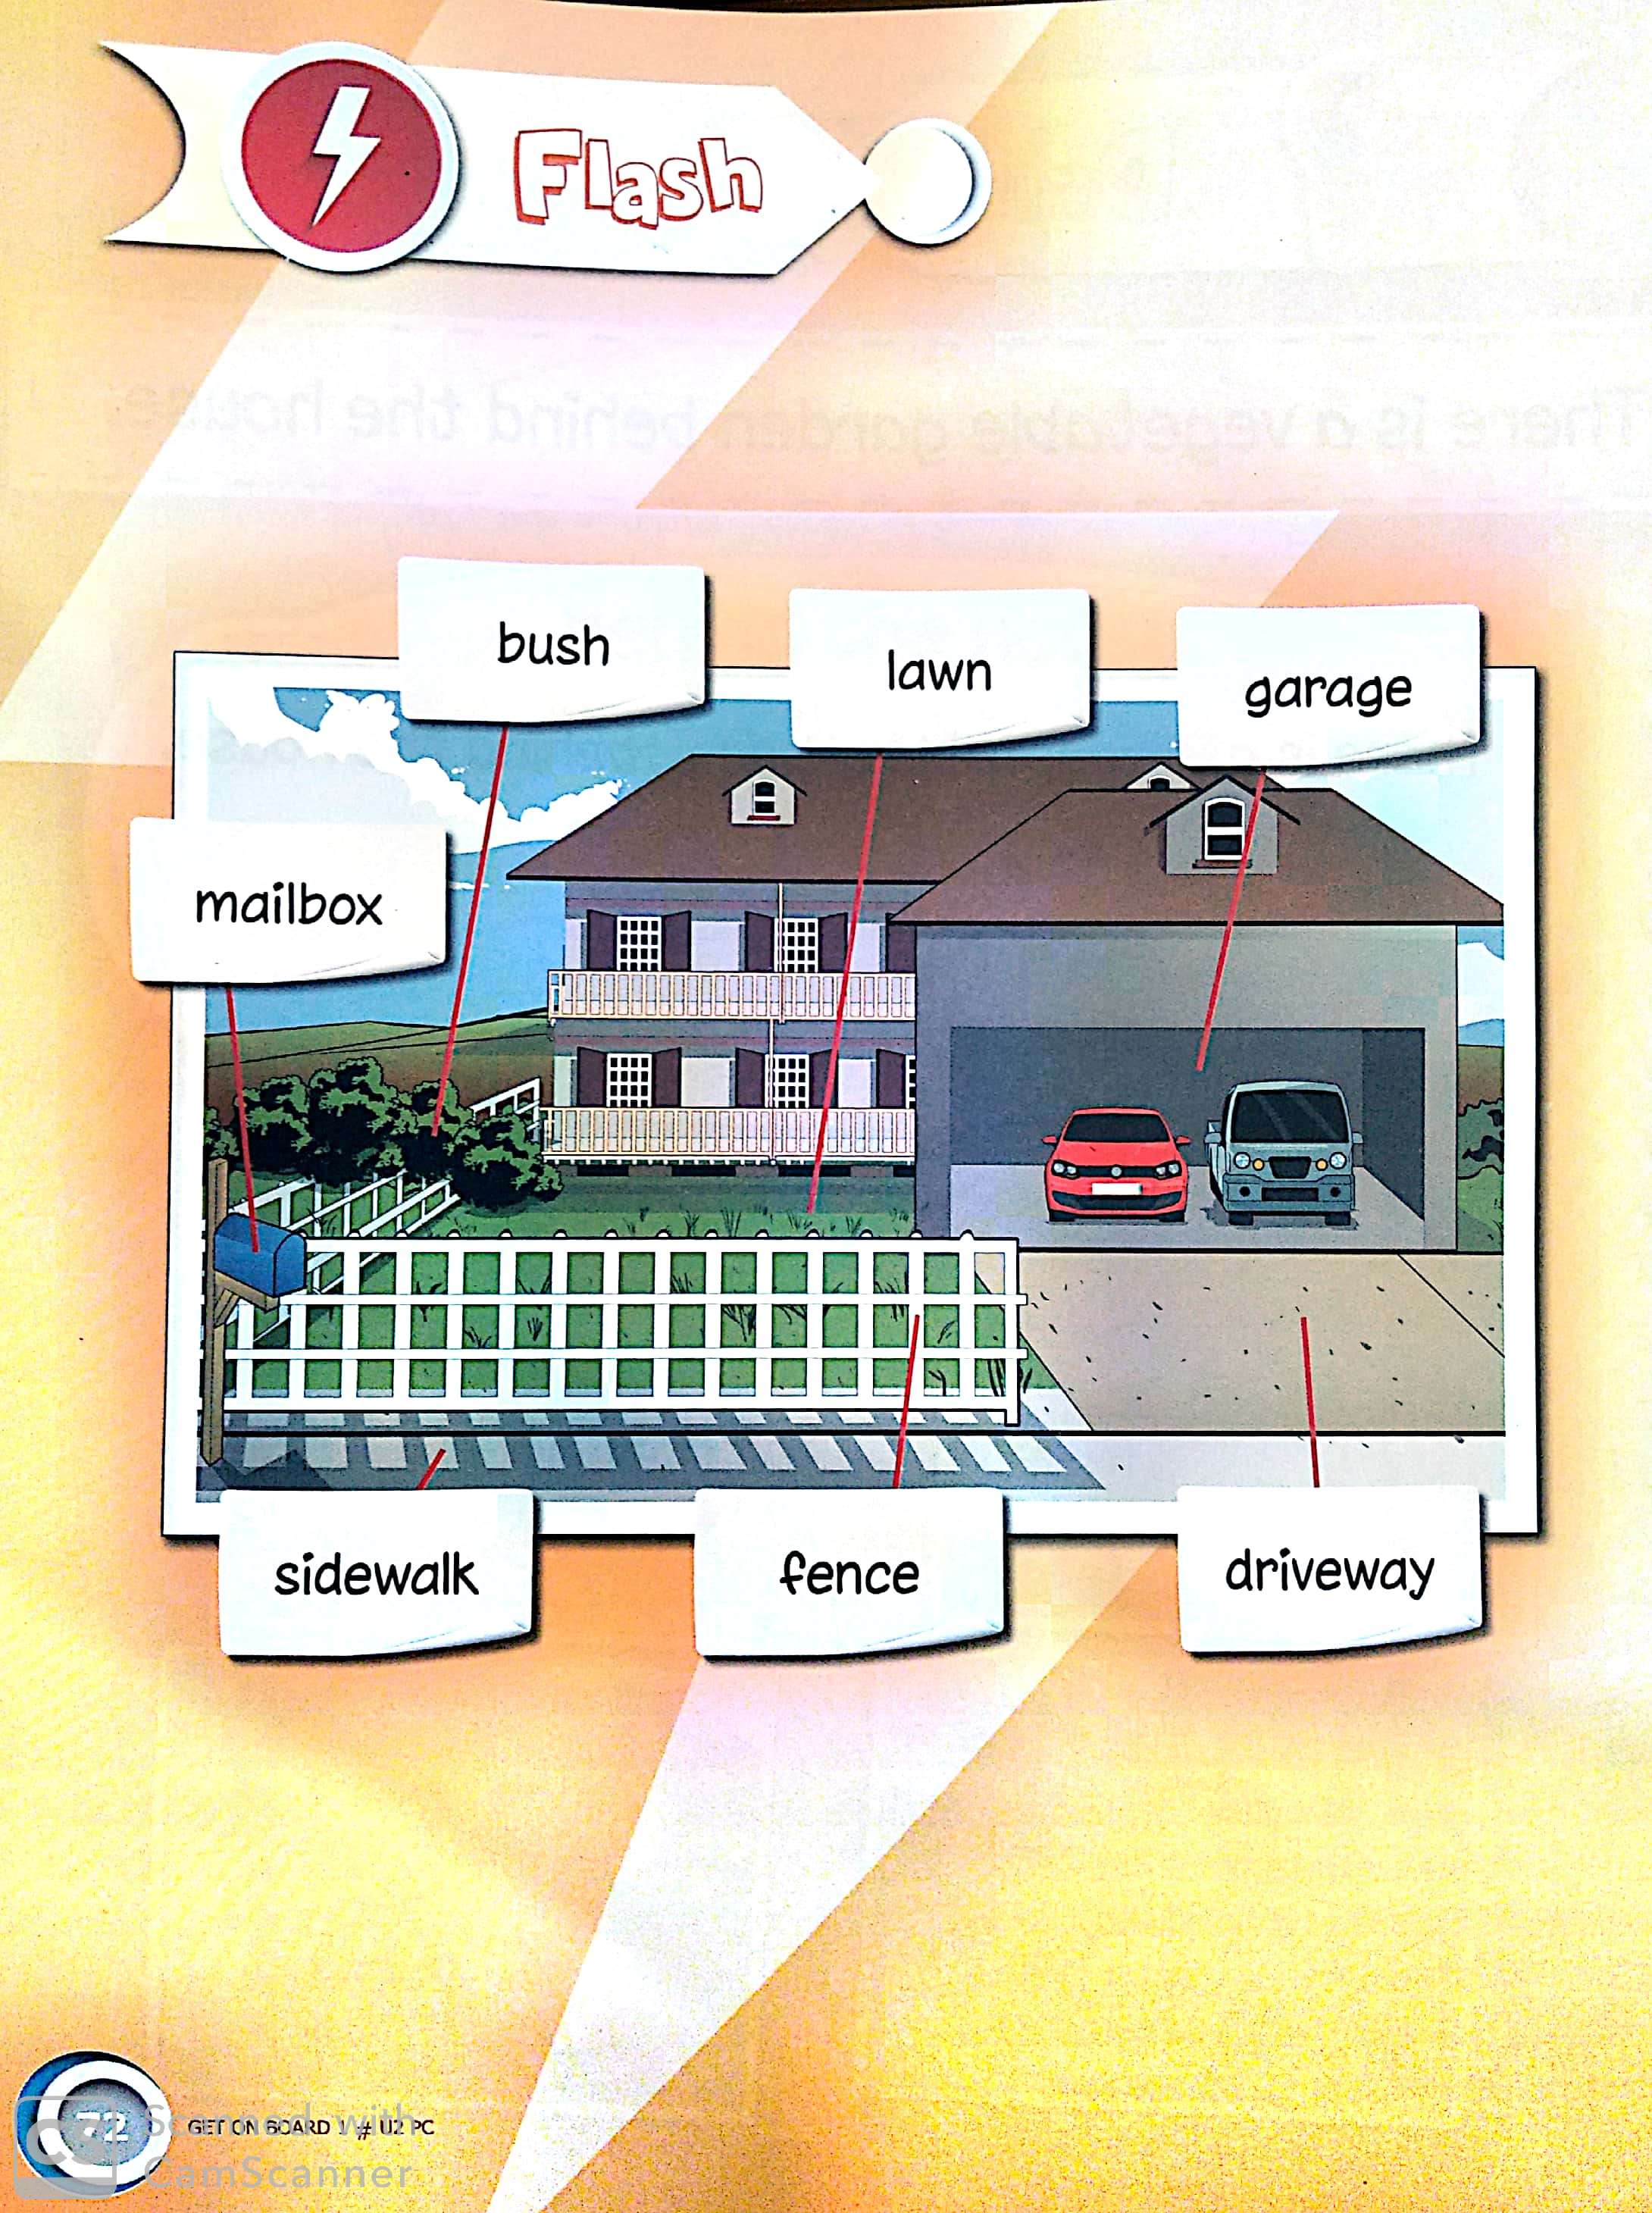 Flash
There is a vegetable garden behind the house.
bush
lawn
garage
mailbox
sidewalk
fence
driveway
72
GET ON BOARD 1 # U2 PC
Scanned with
CamScanner